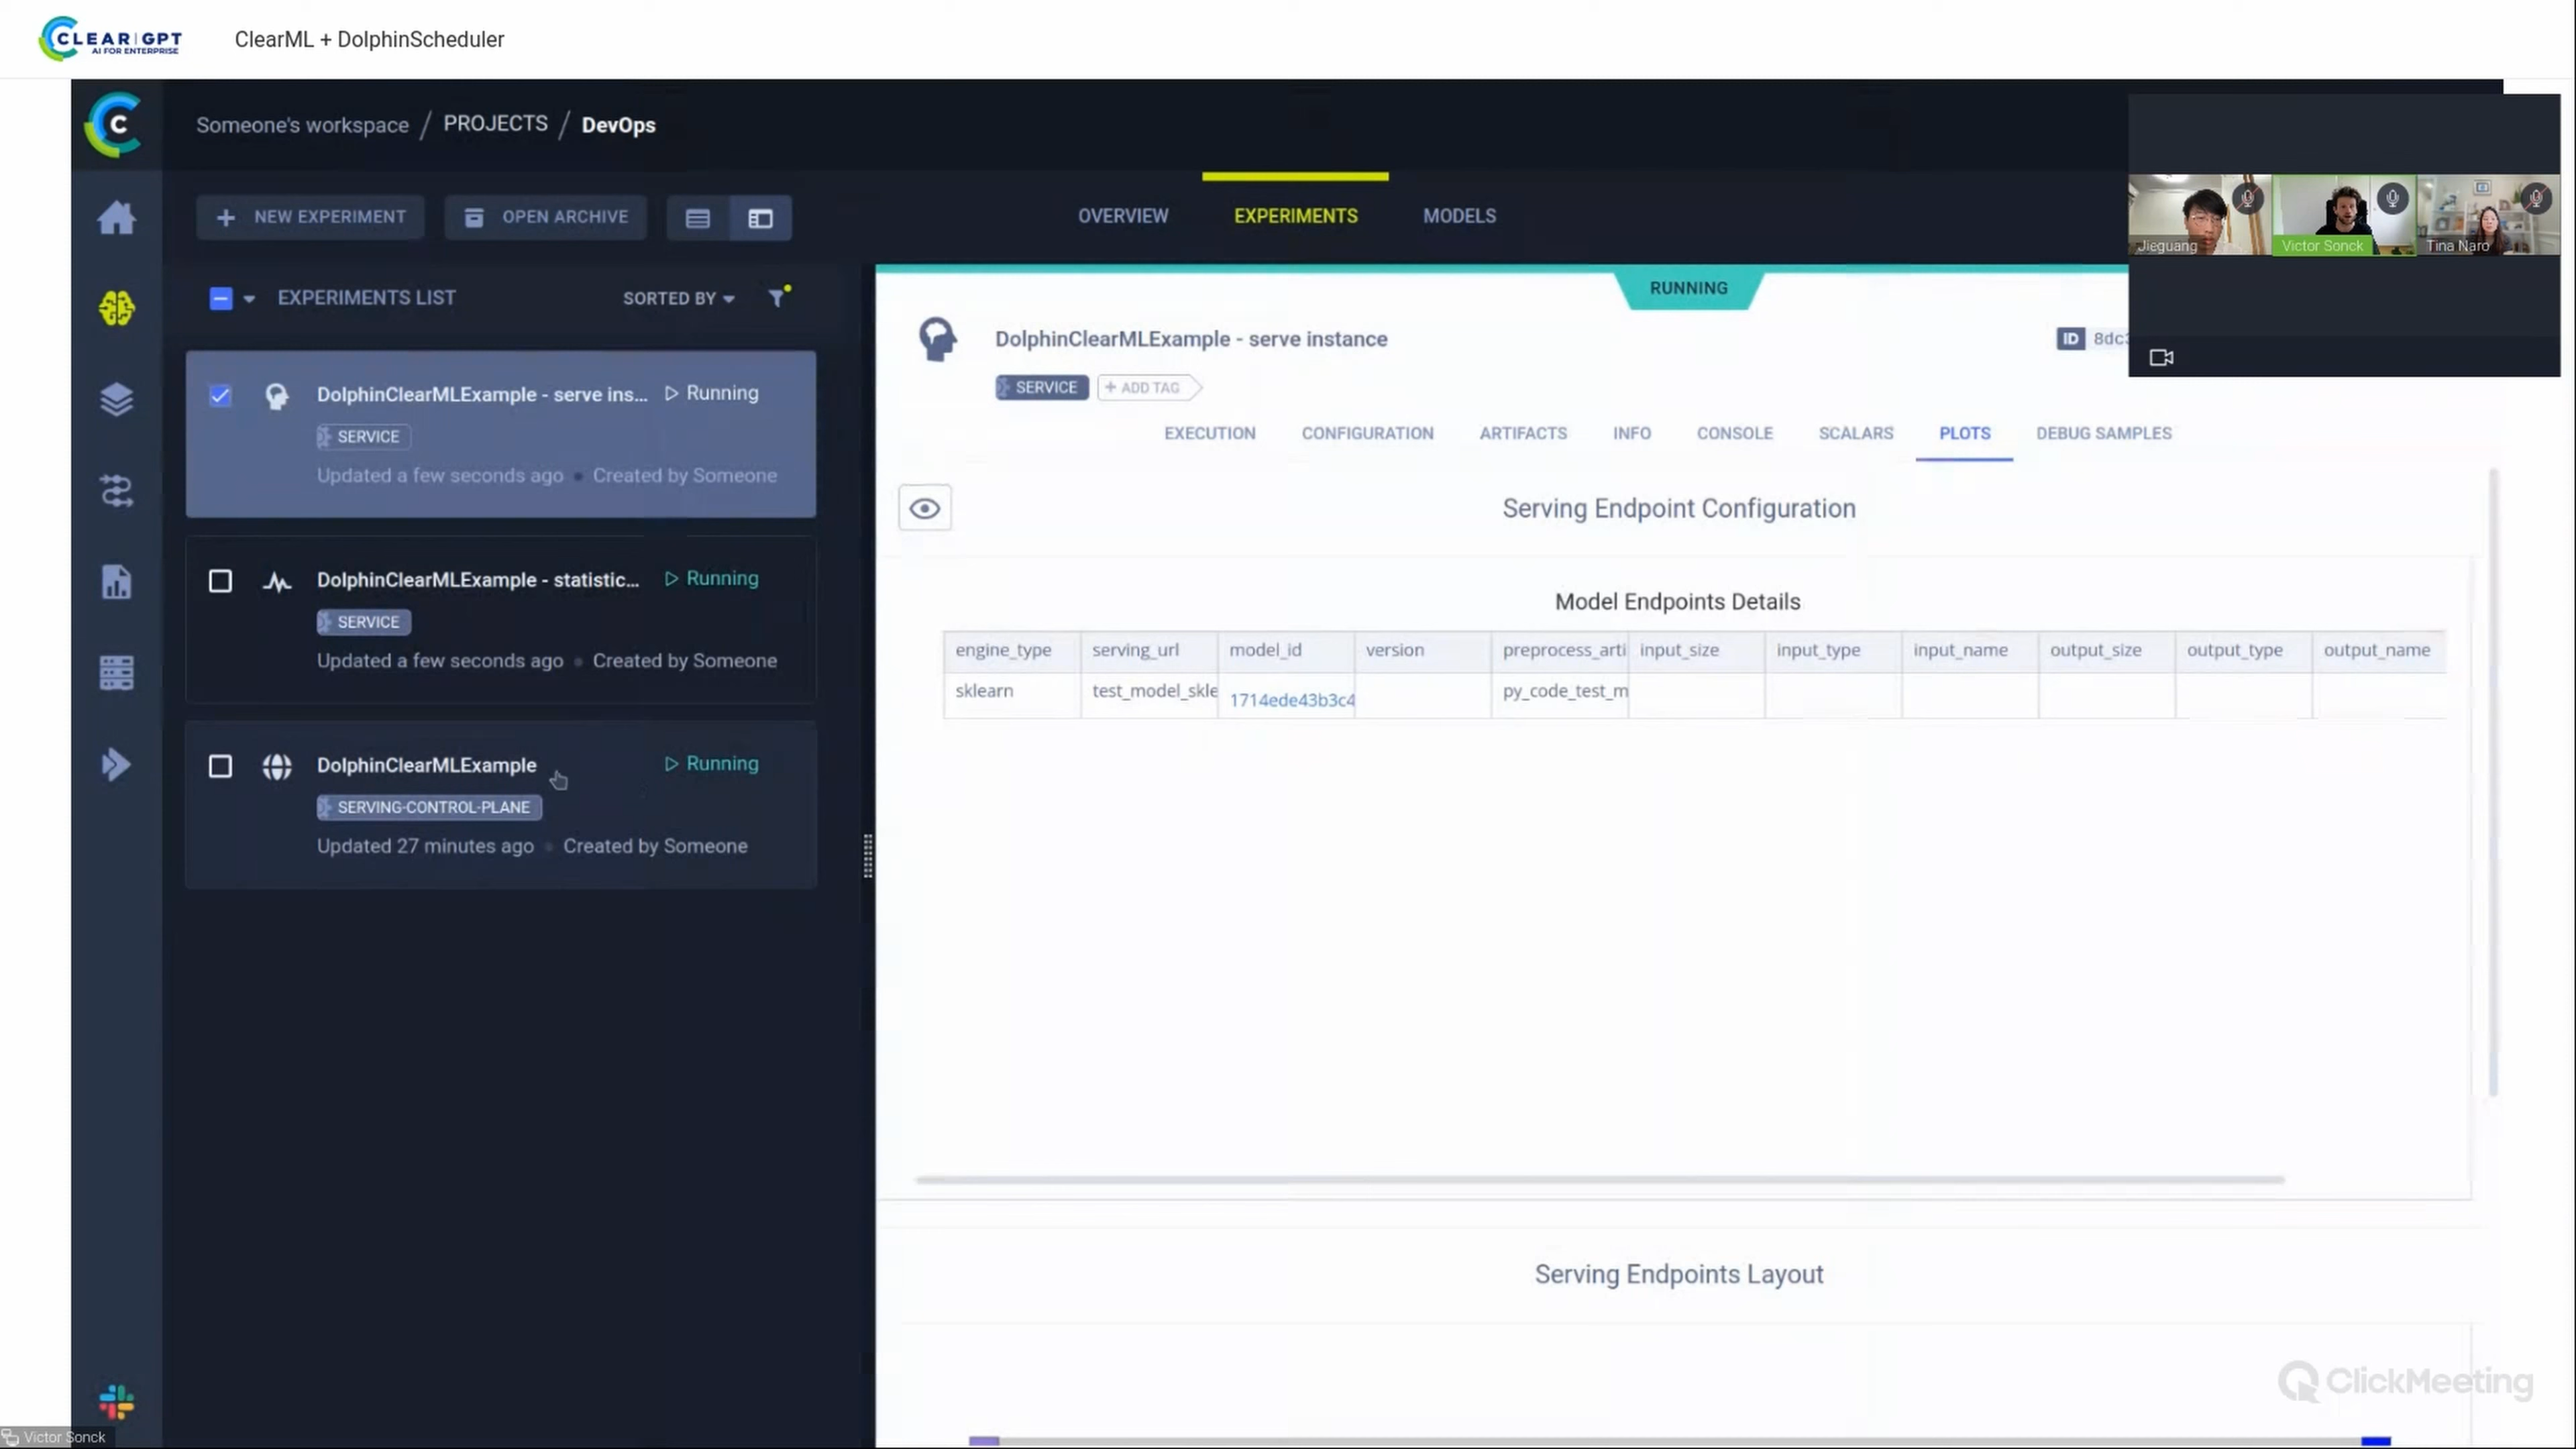 CLEAR|GPT
AI FOR ENTERPRISE
ClearML + DolphinScheduler
Someone's workspace / PROJECTS / DevOps
+ NEW EXPERIMENT
OPEN ARCHIVE
OVERVIEW
EXPERIMENTS
MODELS
Jieguang
Victor Sonck
Tina Naro
EXPERIMENTS LIST
SORTED BY
RUNNING
DolphinClearMLExample - serve instance
ID 8dc3
SERVICE
+ ADD TAG
DolphinClearMLExample - serve ins...
Running
SERVICE
Updated a few seconds ago • Created by Someone
DolphinClearMLExample - statistic...
Running
SERVICE
Updated a few seconds ago • Created by Someone
DolphinClearMLExample
Running
SERVING-CONTROL-PLANE
Updated 27 minutes ago • Created by Someone
EXECUTION
CONFIGURATION
ARTIFACTS
INFO
CONSOLE
SCALARS
PLOTS
DEBUG SAMPLES
Serving Endpoint Configuration
Model Endpoints Details
engine_type serving_url model_id version preprocess_arti input_size input_type input_name output_size output_type output_name
sklearn test_model_skle 1714ede43b3c4 py_code_test_m
Serving Endpoints Layout
ClickMeeting
Victor Sonck